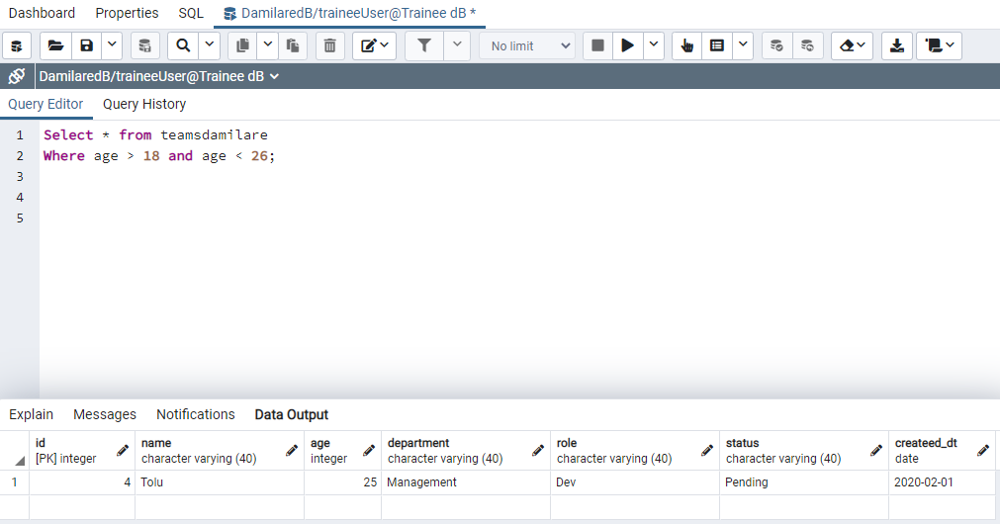 Dashboard Properties SQL DamilaredB/traineeUser@Trainee dB *
No limit
DamilaredB/traineeUser@Trainee dB
Query Editor Query History
1 Select * from teamsdamilare
2 Where age > 18 and age < 26;
3
4
5
Explain Messages Notifications Data Output
id name age department role status createed_dt
[PK] integer character varying (40) integer character varying (40) character varying (40) character varying (40) date
1 4 Tolu 25 Management Dev Pending 2020-02-01